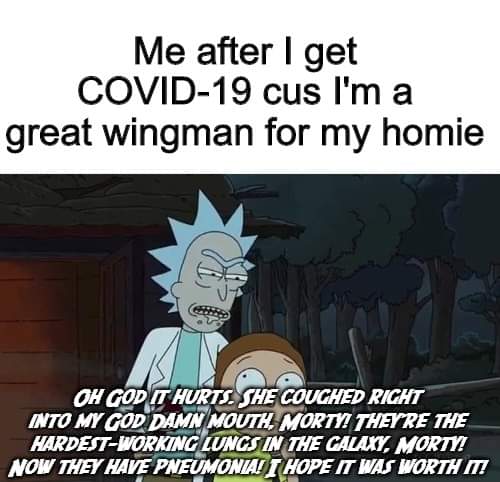 Me after I get
COVID-19 cus I'm a
great wingman for my homie
OH GOD IT HURTS. SHE COUGHED RIGHT
INTO MY GOD DAMN MOUTH, MORTY! THEY'RE THE
HARDEST-WORKING LUNGS IN THE GALAXY, MORTY!
NOW THEY HAVE PNEUMONIA! I HOPE IT WAS WORTH IT!